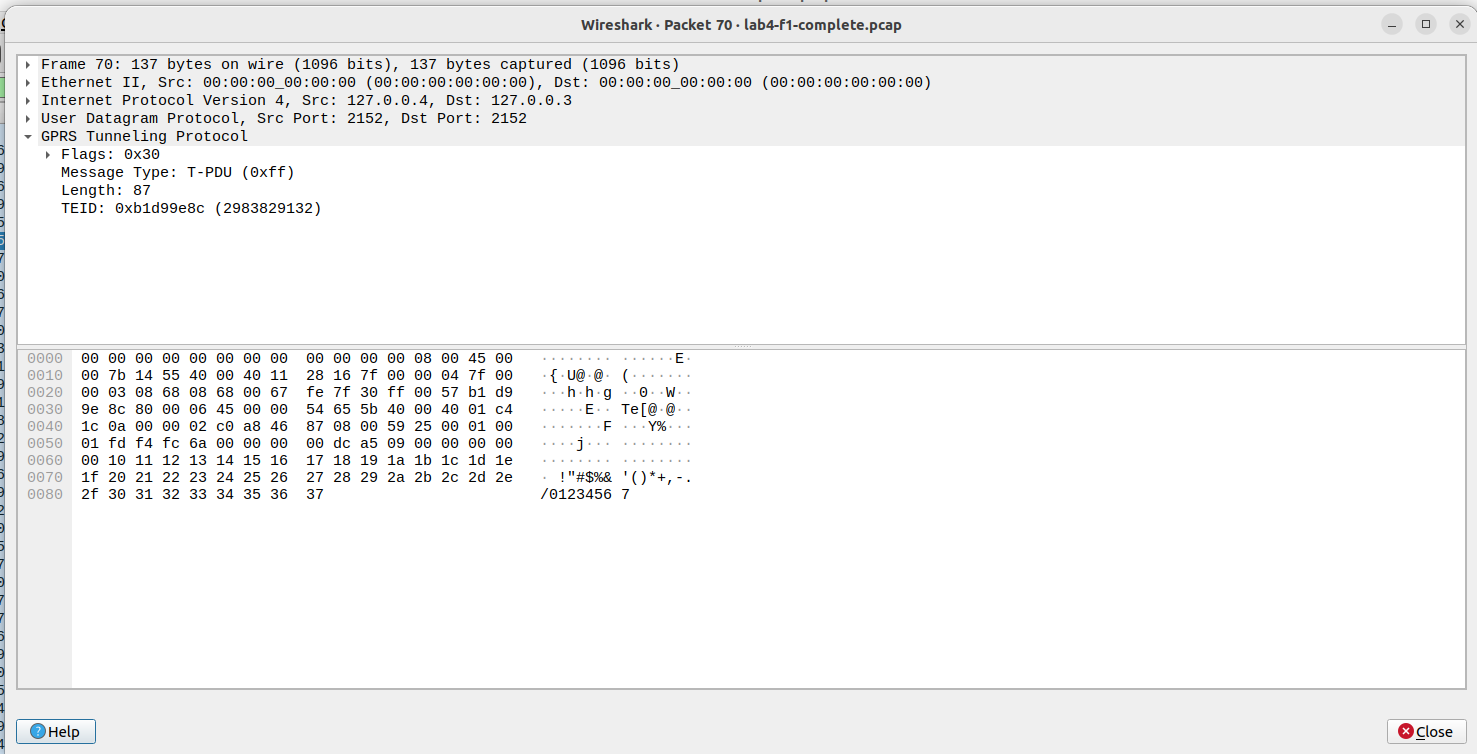 Wireshark · Packet 70 · lab4-f1-complete.pcap
Frame 70: 137 bytes on wire (1096 bits), 137 bytes captured (1096 bits)
Ethernet II, Src: 00:00:00_00:00:00 (00:00:00:00:00:00), Dst: 00:00:00_00:00:00 (00:00:00:00:00:00)
Internet Protocol Version 4, Src: 127.0.0.4, Dst: 127.0.0.3
User Datagram Protocol, Src Port: 2152, Dst Port: 2152
GPRS Tunneling Protocol
Flags: 0x30
Message Type: T-PDU (0xff)
Length: 87
TEID: 0xb1d99e8c (2983829132)
0000 00 00 00 00 00 00 00 00 00 00 00 00 08 00 45 00 ········ ······E·
0010 00 7b 14 55 40 00 40 11 28 16 7f 00 00 04 7f 00 ·{·U@·@· (·······
0020 00 03 08 68 08 68 00 67 fe 7f 30 ff 00 57 b1 d9 ···h·h·g ··0··W··
0030 9e 8c 80 00 06 45 00 00 54 65 5b 40 00 40 01 c4 ·····E·· Te[@·@··
0040 1c 0a 00 00 02 c0 a8 46 87 08 00 59 25 00 01 00 ·······F ···Y%···
0050 01 fd f4 fc 6a 00 00 00 00 dc a5 09 00 00 00 00 ····j··· ········
0060 00 10 11 12 13 14 15 16 17 18 19 1a 1b 1c 1d 1e ········ ········
0070 1f 20 21 22 23 24 25 26 27 28 29 2a 2b 2c 2d 2e · !"#$%& '()*+,-.
0080 2f 30 31 32 33 34 35 36 37 /0123456 7
Help Close